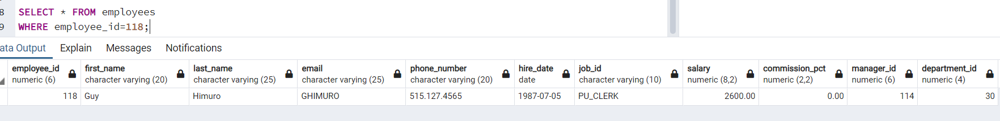 8 SELECT * FROM employees
9 WHERE employee_id=118;
ata Output Explain Messages Notifications
employee_id first_name last_name email phone_number hire_date job_id salary commission_pct manager_id department_id
numeric (6) character varying (20) character varying (25) character varying (25) character varying (20) date character varying (10) numeric (8,2) numeric (2,2) numeric (6) numeric (4)
118 Guy Himuro GHIMURO 515.127.4565 1987-07-05 PU_CLERK 2600.00 0.00 114 30